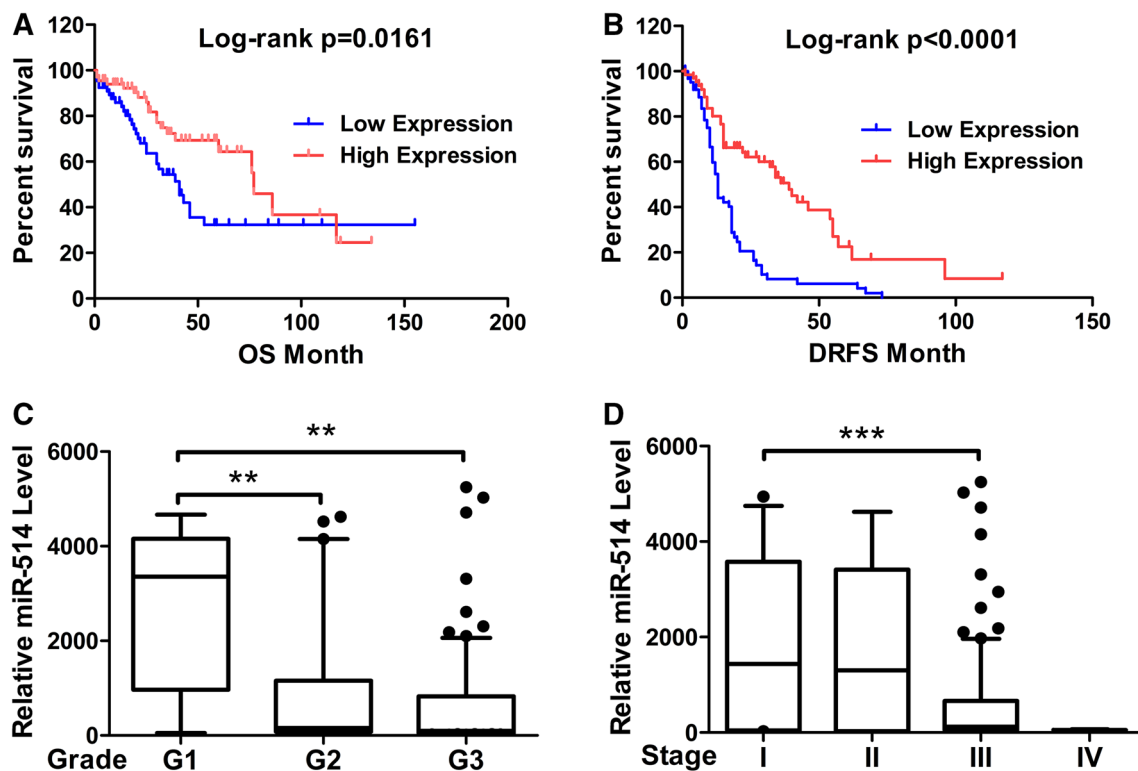 A
Log-rank p=0.0161
Percent survival
120
100
80
60
40
20
0
Low Expression
High Expression
0 50 100 150 200
OS Month
B
Log-rank p<0.0001
Percent survival
120
100
80
60
40
20
0
Low Expression
High Expression
0 50 100 150
DRFS Month
C
Relative miR-514 Level
6000
4000
2000
0
**
**
Grade G1 G2 G3
D
Relative miR-514 Level
6000
4000
2000
0
***
Stage I II III IV